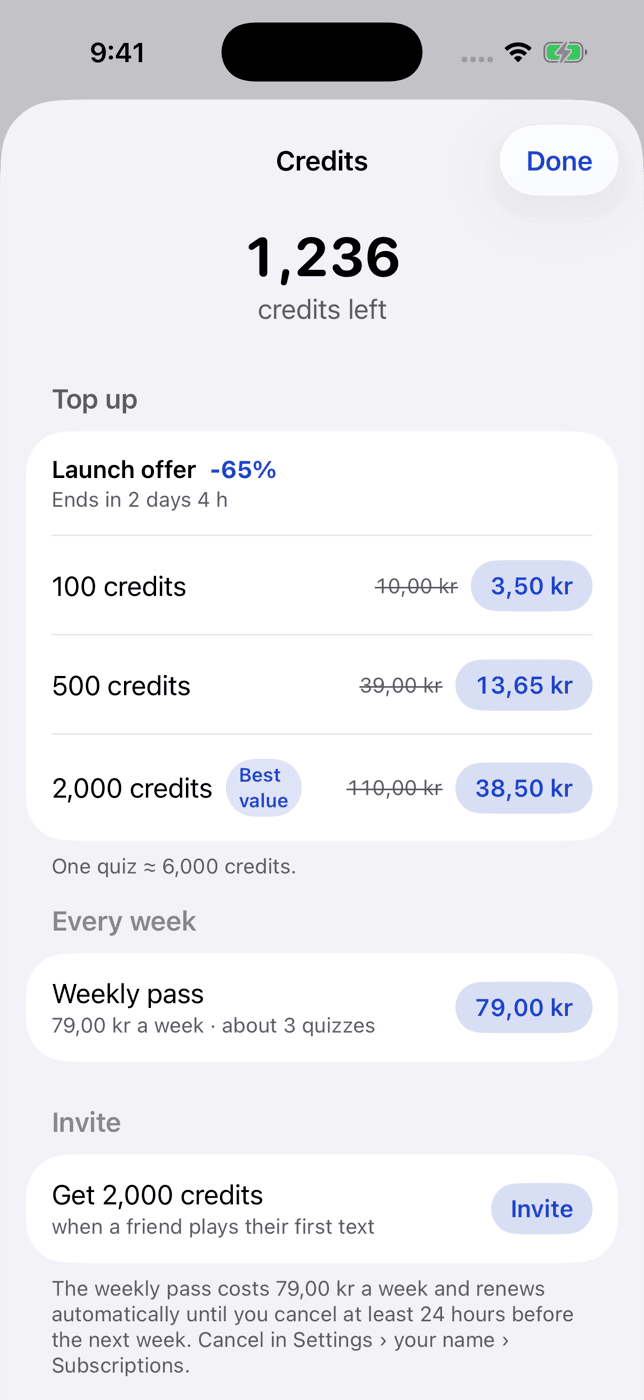 9:41
Credits
Done
1,236
credits left
Top up
Launch offer -65%
Ends in 2 days 4 h
100 credits 10,00 kr 3,50 kr
500 credits 39,00 kr 13,65 kr
2,000 credits Best value 110,00 kr 38,50 kr
One quiz ≈ 6,000 credits.
Every week
Weekly pass
79,00 kr a week · about 3 quizzes
79,00 kr
Invite
Get 2,000 credits
when a friend plays their first text
Invite
The weekly pass costs 79,00 kr a week and renews
automatically until you cancel at least 24 hours before
the next week. Cancel in Settings › your name ›
Subscriptions.